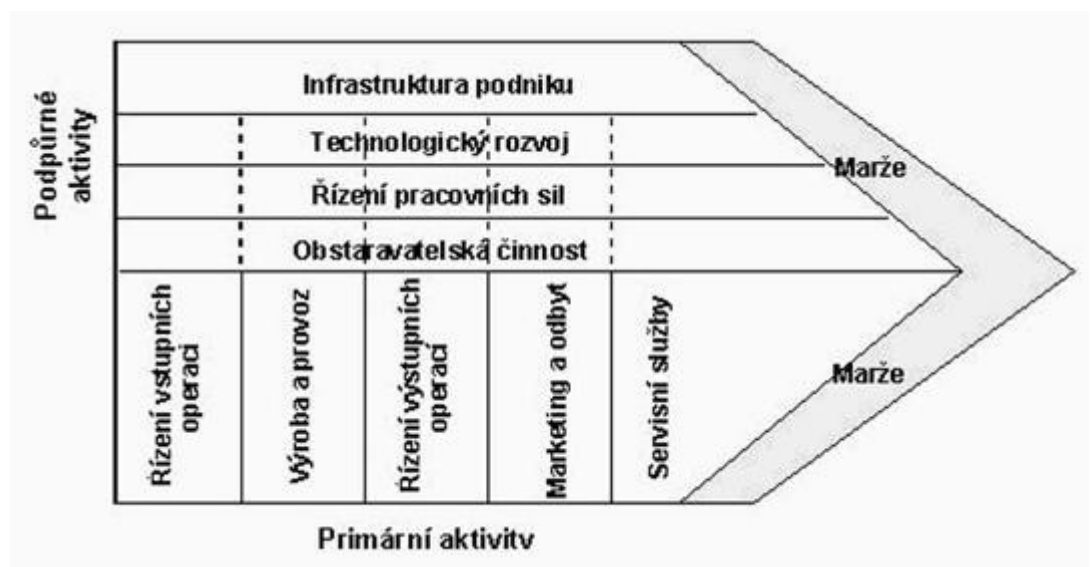 Podpůrné
aktivity
Infrastruktura podniku
Technologický rozvoj
Řízení pracovních sil
Obstaravatelská činnost
Marže
Řízení vstupních
operací
Výroba a provoz
Řízení výstupních
operací
Marketing a odbyt
Servisní služby
Marže
Primární aktivity